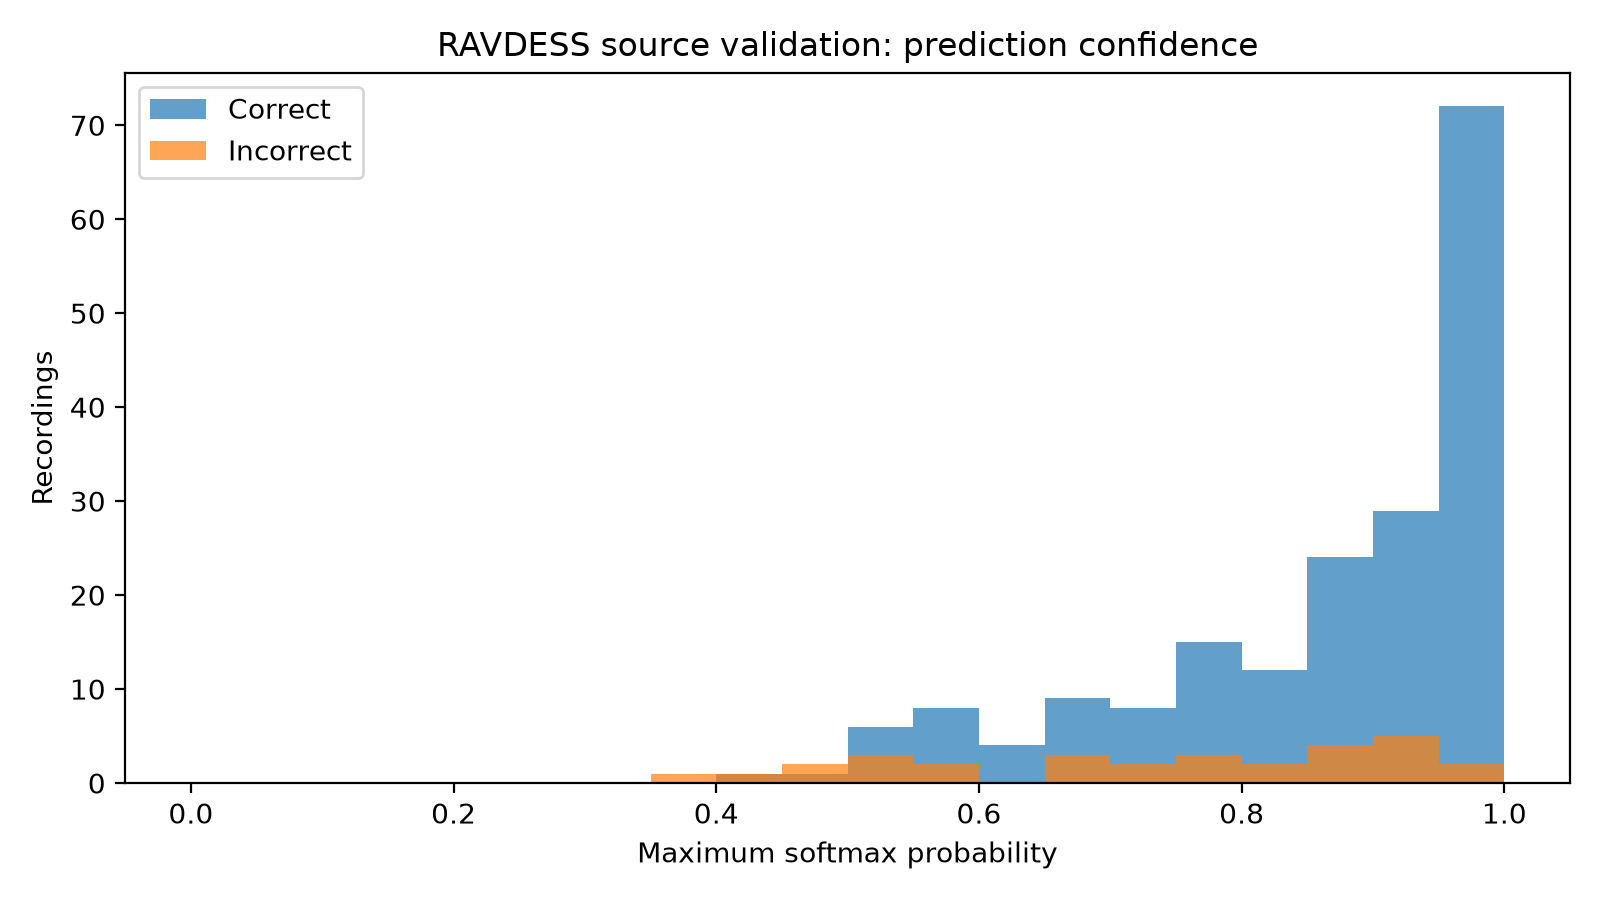 RAVDESS source validation: prediction confidence
Correct
Incorrect
70
60
50
40
30
20
10
0
Recordings
0.0 0.2 0.4 0.6 0.8 1.0
Maximum softmax probability